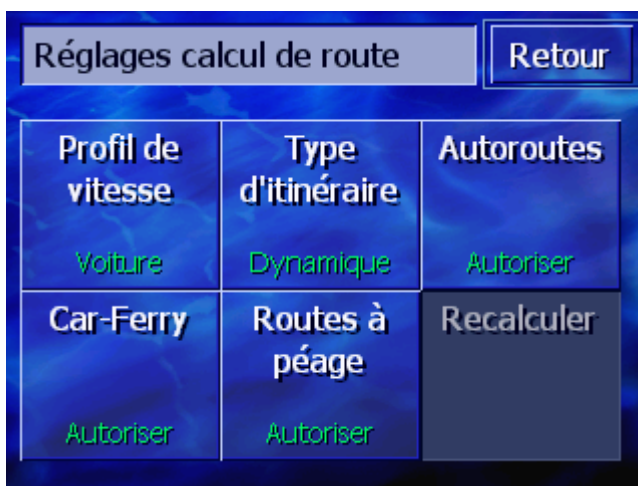 Réglages calcul de route
Retour
Profil de
vitesse
Voiture
Type
d'itinéraire
Dynamique
Autoroutes
Autoriser
Car-Ferry
Autoriser
Routes à
péage
Autoriser
Recalculer